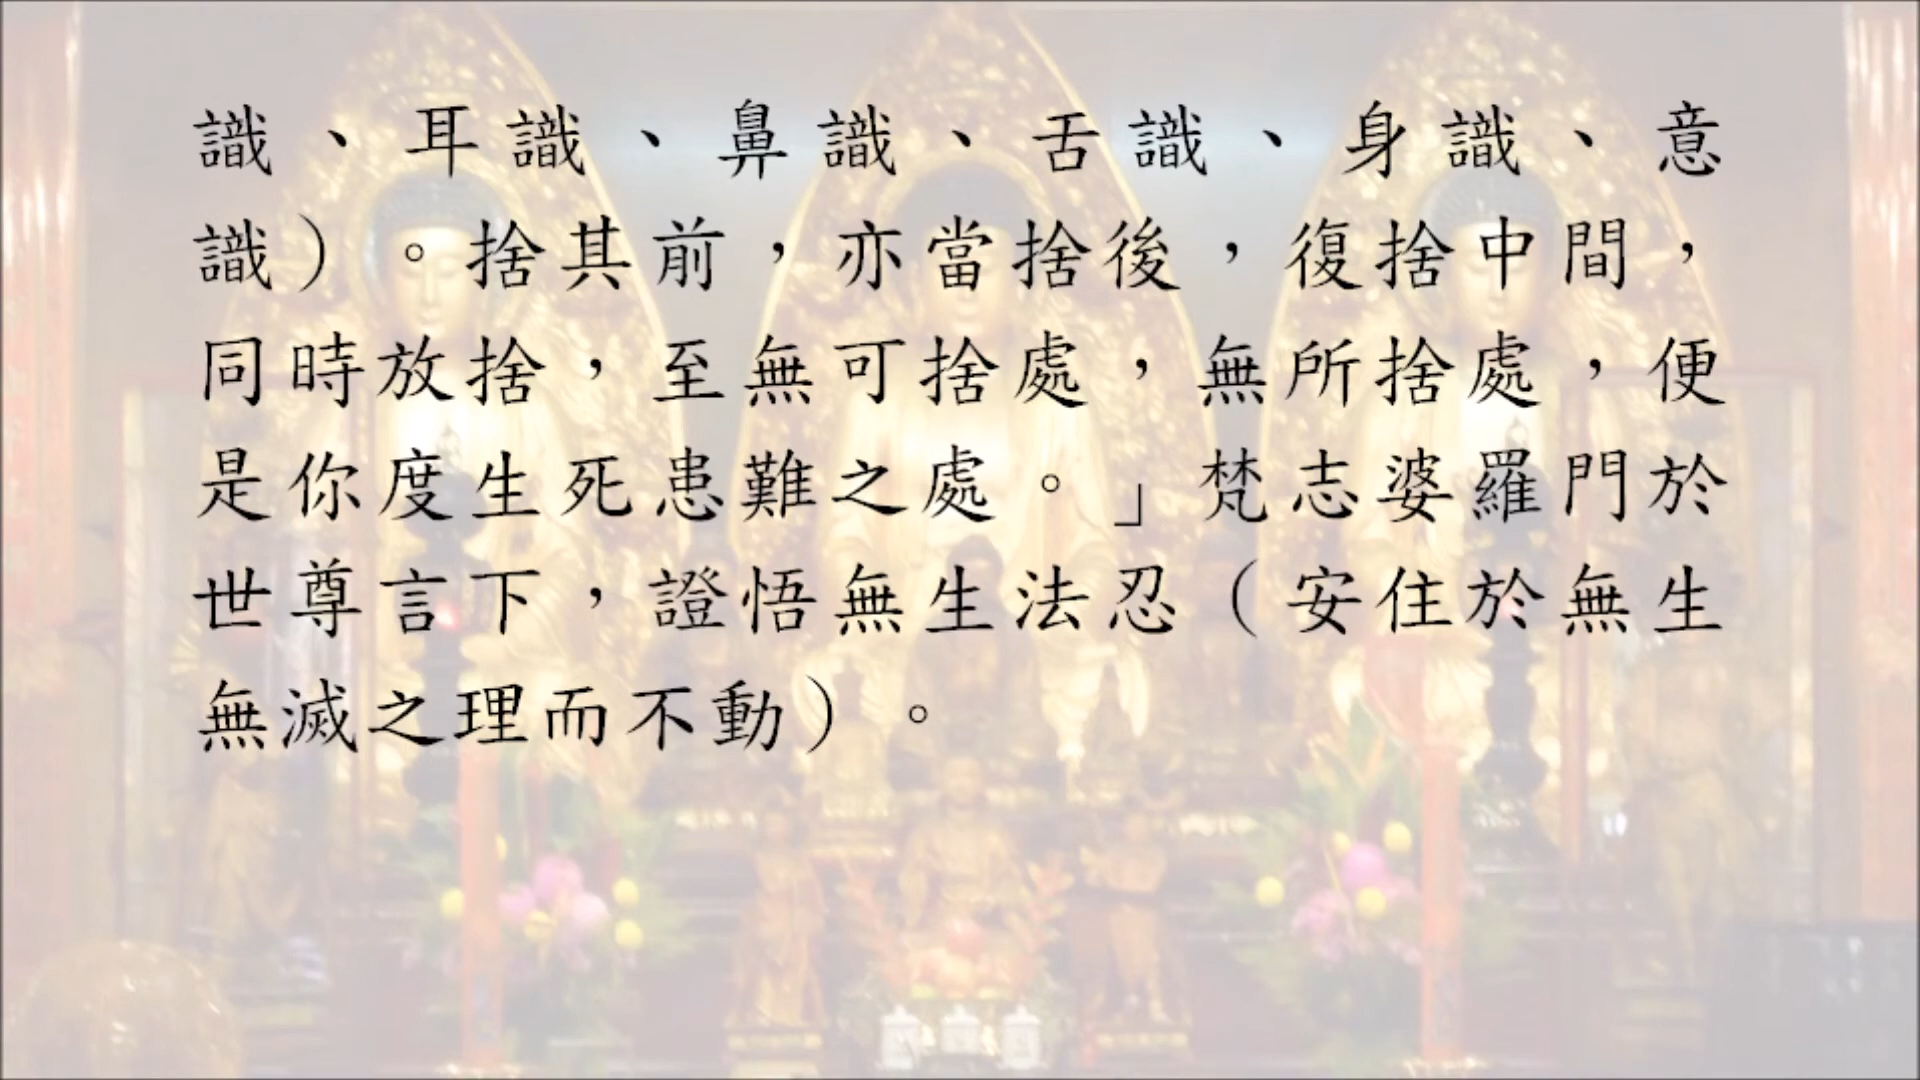 識、耳識、鼻識、舌識、身識、意
識）。捨其前，亦當捨後，復捨中間，
同時放捨，至無可捨處，無所捨處，便
是你度生死患難之處。」梵志婆羅門於
世尊言下，證悟無生法忍（安住於無生
無滅之理而不動）。